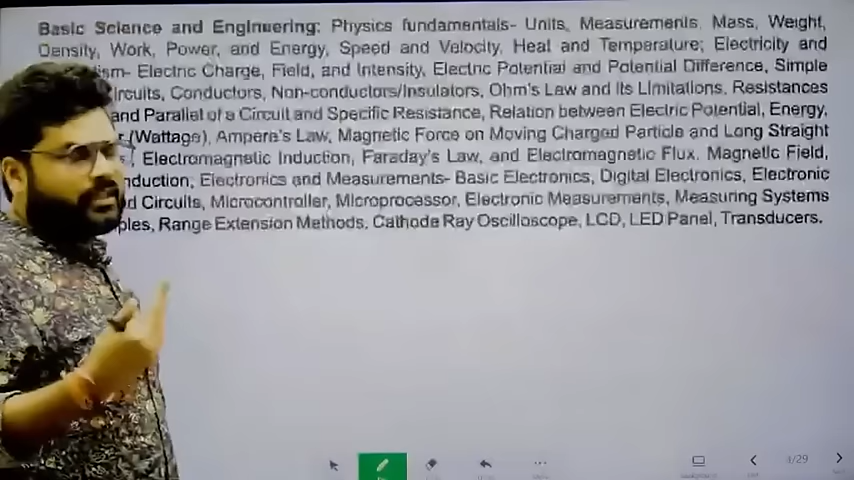 Basic Science and Engineering: Physics fundamentals- Units, Measurements, Mass, Weight,
Density, Work, Power, and Energy, Speed and Velocity, Heat and Temperature; Electricity and
ism- Electric Charge, Field, and Intensity, Electric Potential and Potential Difference, Simple
ircuits, Conductors, Non-conductors/Insulators, Ohm's Law and its Limitations, Resistances
and Parallel of a Circuit and Specific Resistance, Relation between Electric Potential, Energy,
r (Wattage), Ampere's Law, Magnetic Force on Moving Charged Particle and Long Straight
, Electromagnetic Induction, Faraday's Law, and Electromagnetic Flux. Magnetic Field,
nduction, Electronics and Measurements- Basic Electronics, Digital Electronics, Electronic
d Circuits, Microcontroller, Microprocessor, Electronic Measurements, Measuring Systems
ples, Range Extension Methods, Cathode Ray Oscilloscope, LCD, LED Panel, Transducers.
/29